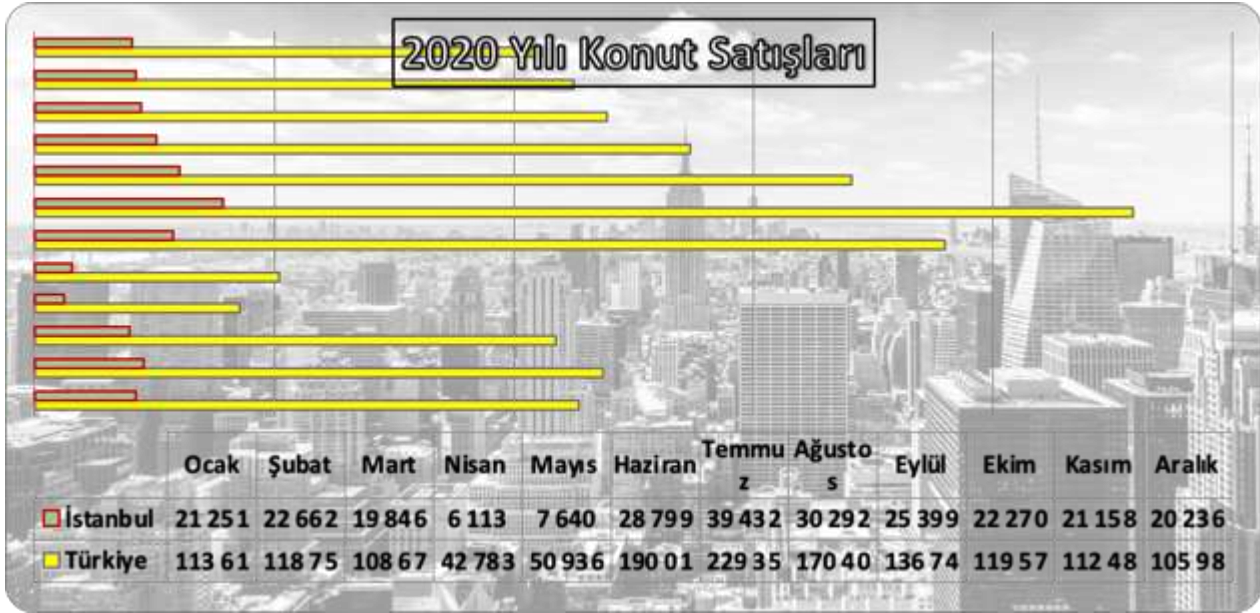 2020 Yılı Konut Satışları
Ocak Şubat Mart Nisan Mayıs Haziran Temmuz Ağustos Eylül Ekim Kasım Aralık
İstanbul 21 251 22 662 19 846 6 113 7 640 28 799 39 432 30 292 25 399 22 270 21 158 20 236
Türkiye 113 61 118 75 108 67 42 783 50 936 190 01 229 35 170 40 136 74 119 57 112 48 105 98